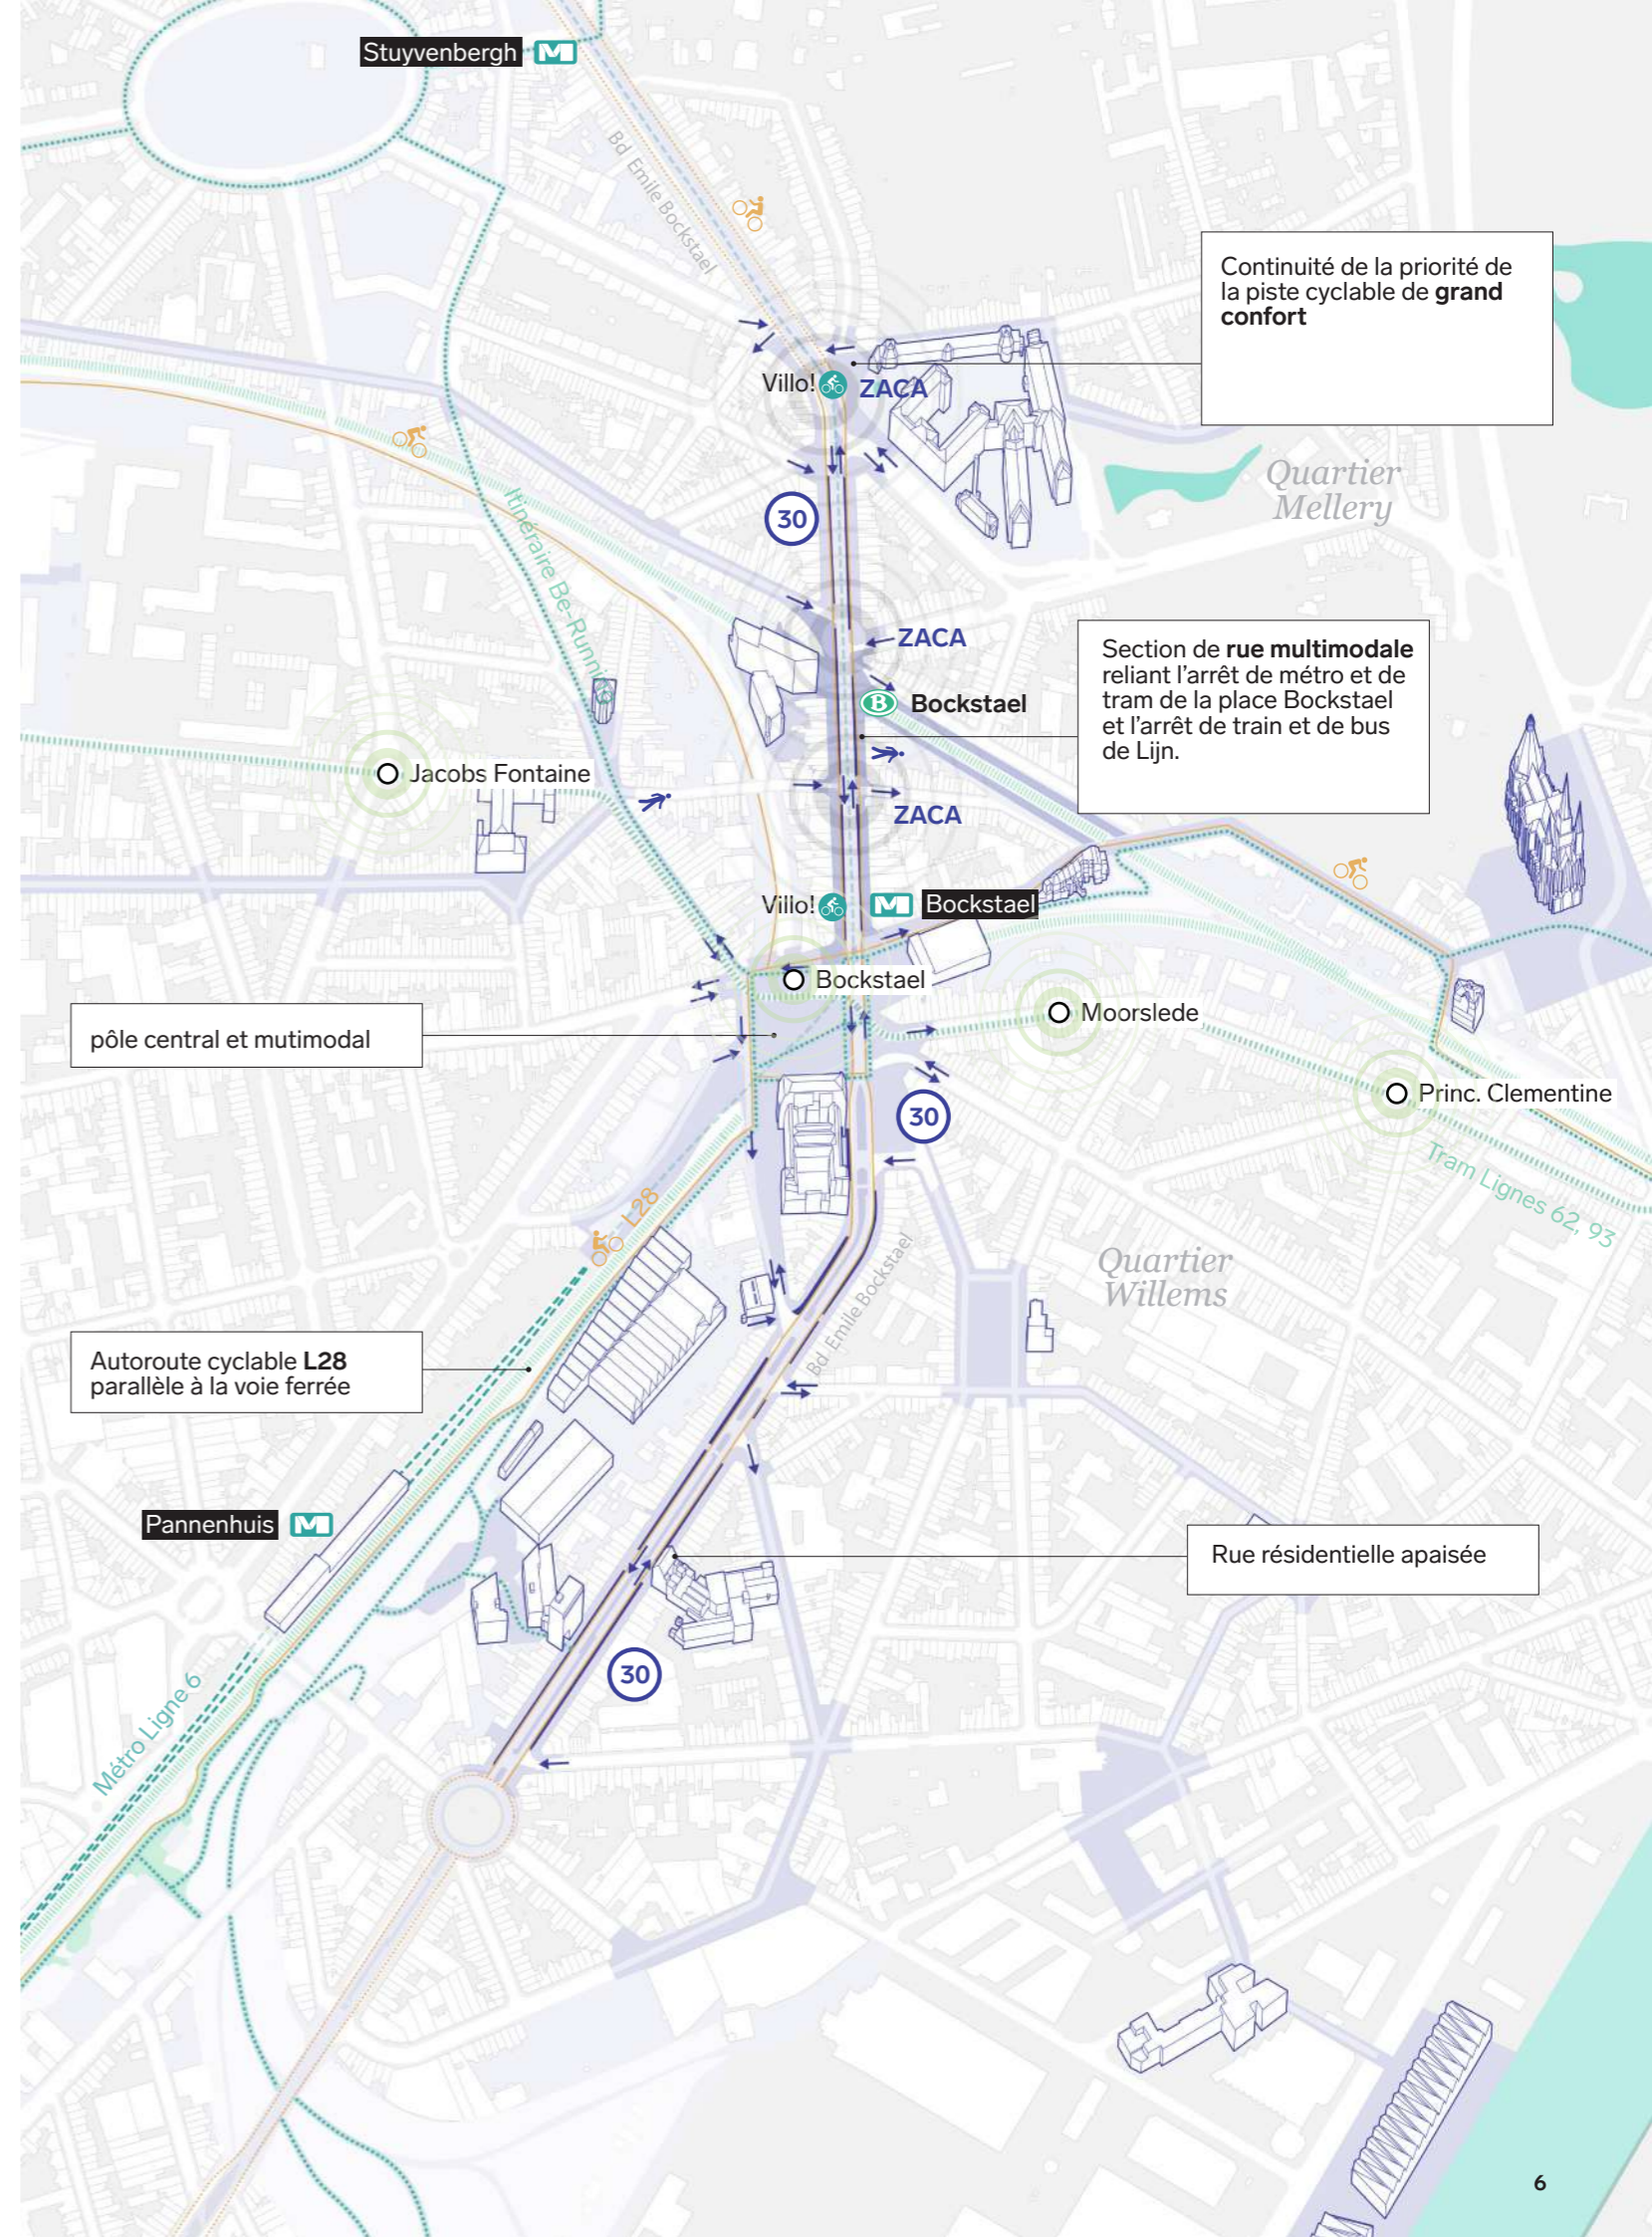 Stuyvenbergh M
Bd Emile Bockstael
Continuité de la priorité de
la piste cyclable de grand
confort
Villo! ZACA
Quartier
Mellery
30
Itinéraire Be-Running
ZACA
Section de rue multimodale
reliant l'arrêt de métro et de
tram de la place Bockstael
et l'arrêt de train et de bus
de Lijn.
B Bockstael
Jacobs Fontaine
ZACA
Villo! M Bockstael
Bockstael
Moorslede
pôle central et mutimodal
Princ. Clementine
30
Tram Lignes 62, 93
L28
Bd Emile Bockstael
Quartier
Willems
Autoroute cyclable L28
parallèle à la voie ferrée
Pannenhuis M
Rue résidentielle apaisée
30
Métro Ligne 6
6